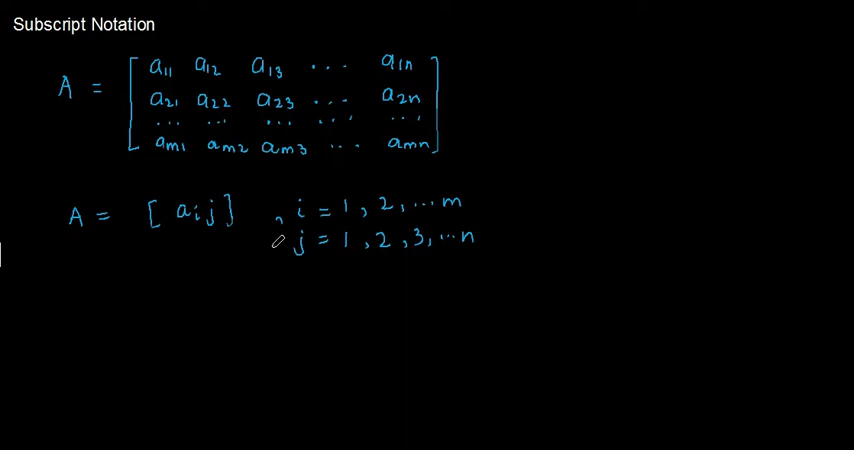 Subscript Notation
A = [ a11 a12 a13 ... a1n
a21 a22 a23 ... a2n
... ... ... ... ...
am1 am2 am3 ... amn ]
A = [ aij ] , i = 1, 2, ... m
j = 1, 2, 3, ... n